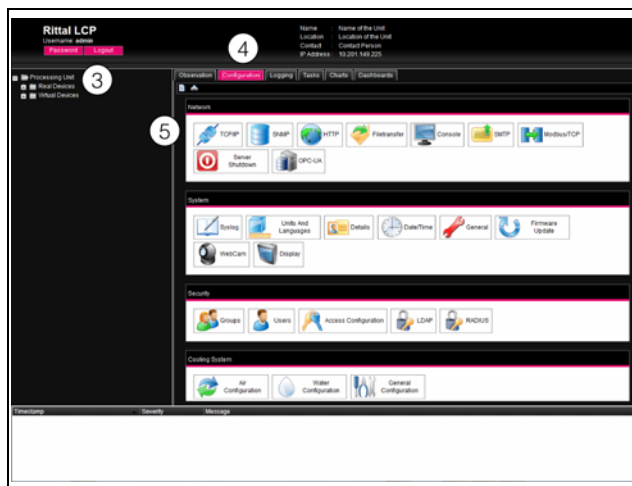 Rittal LCP
Username: admin
Password Logout
Name : Name of the Unit
Location : Location of the Unit
Contact : Contact Person
IP Address : 10.201.149.225
4
3
Processing Unit
Real Devices
Virtual Devices
Observation Configuration Logging Tasks Charts Dashboards
5
Network
TCP/IP SNMP HTTP Filetransfer Console SMTP Modbus/TCP
Server Shutdown OPC-UA
System
Syslog Units And Languages Details Date/Time General Firmware Update
WebCam Display
Security
Groups Users Access Configuration LDAP RADIUS
Cooling System
Air Configuration Water Configuration General Configuration
Timestamp Severity Message